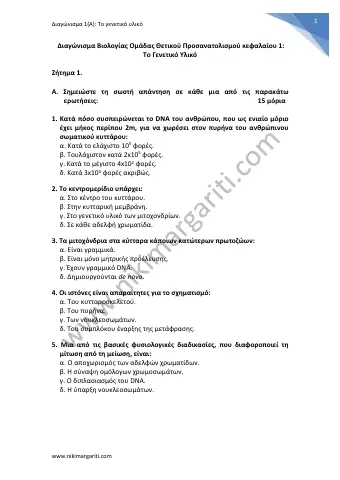 Διαγώνισμα 1(Α): Το γενετικό υλικό
1
Διαγώνισμα Βιολογίας Ομάδας Θετικού Προσανατολισμού κεφαλαίου 1:
Το Γενετικό Υλικό
Ζήτημα 1.
Α. Σημειώστε τη σωστή απάντηση σε κάθε μια από τις παρακάτω
ερωτήσεις: 15 μόρια
1. Κατά πόσο συσπειρώνεται το DNA του ανθρώπου, που ως ενιαίο μόριο
έχει μήκος περίπου 2m, για να χωρέσει στον πυρήνα του ανθρώπινου
σωματικού κυττάρου:
α. Κατά το ελάχιστο 10⁵ φορές.
β. Τουλάχιστον κατά 2x10⁵ φορές.
γ. Κατά το μέγιστο 4x10⁵ φορές.
δ. Κατά 3x10⁵ φορές ακριβώς.
2. Το κεντρομερίδιο υπάρχει:
α. Στο κέντρο του κυττάρου.
β. Στην κυτταρική μεμβράνη.
γ. Στο γενετικό υλικό των μιτοχονδρίων.
δ. Σε κάθε αδελφή χρωματίδα.
3. Τα μιτοχόνδρια στα κύτταρα κάποιων κατώτερων πρωτοζώων:
α. Είναι γραμμικά.
β. Είναι μόνο μητρικής προέλευσης.
γ. Έχουν γραμμικό DNA.
δ. Δημιουργούνται de novo.
4. Οι ιστόνες είναι απαραίτητες για το σχηματισμό:
α. Του κυτταροσκελετού.
β. Του πυρήνα.
γ. Των νουκλεοσωμάτων.
δ. Του συμπλόκου έναρξης της μετάφρασης.
5. Μια από τις βασικές φυσιολογικές διαδικασίες, που διαφοροποιεί τη
μίτωση από τη μείωση, είναι:
α. Ο αποχωρισμός των αδελφών χρωματίδων.
β. Η σύναψη ομόλογων χρωμοσωμάτων.
γ. Ο διπλασιασμός του DNA.
δ. Η ύπαρξη νουκλεοσωμάτων.
www.nikimargariti.com
www.nikimargariti.com